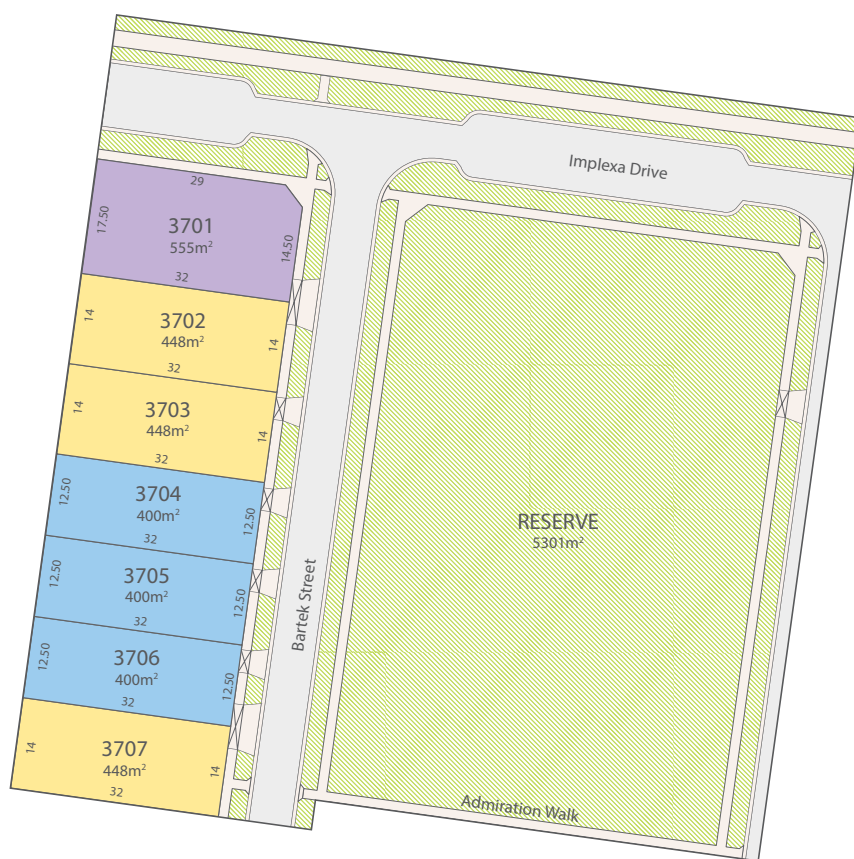 Implexa Drive
29
17.50
3701
555m²
14.50
32
14
3702
448m²
14
32
14
3703
448m²
14
32
12.50
3704
400m²
12.50
32
12.50
3705
400m²
12.50
32
12.50
3706
400m²
12.50
32
14
3707
448m²
14
32
Bartek Street
RESERVE
5301m²
Admiration Walk